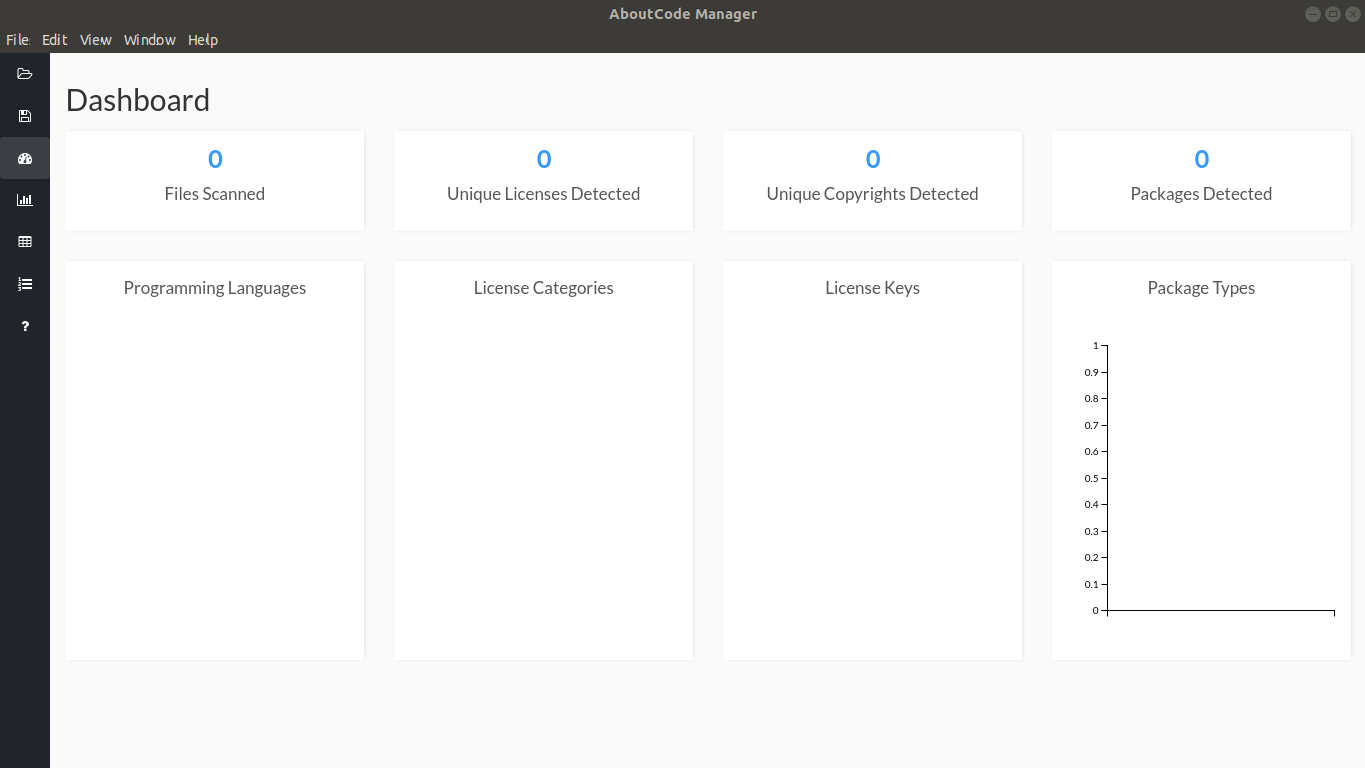 AboutCode Manager
File Edit View Window Help
Dashboard
0
Files Scanned
0
Unique Licenses Detected
0
Unique Copyrights Detected
0
Packages Detected
Programming Languages
License Categories
License Keys
Package Types
1
0.9
0.8
0.7
0.6
0.5
0.4
0.3
0.2
0.1
0
?